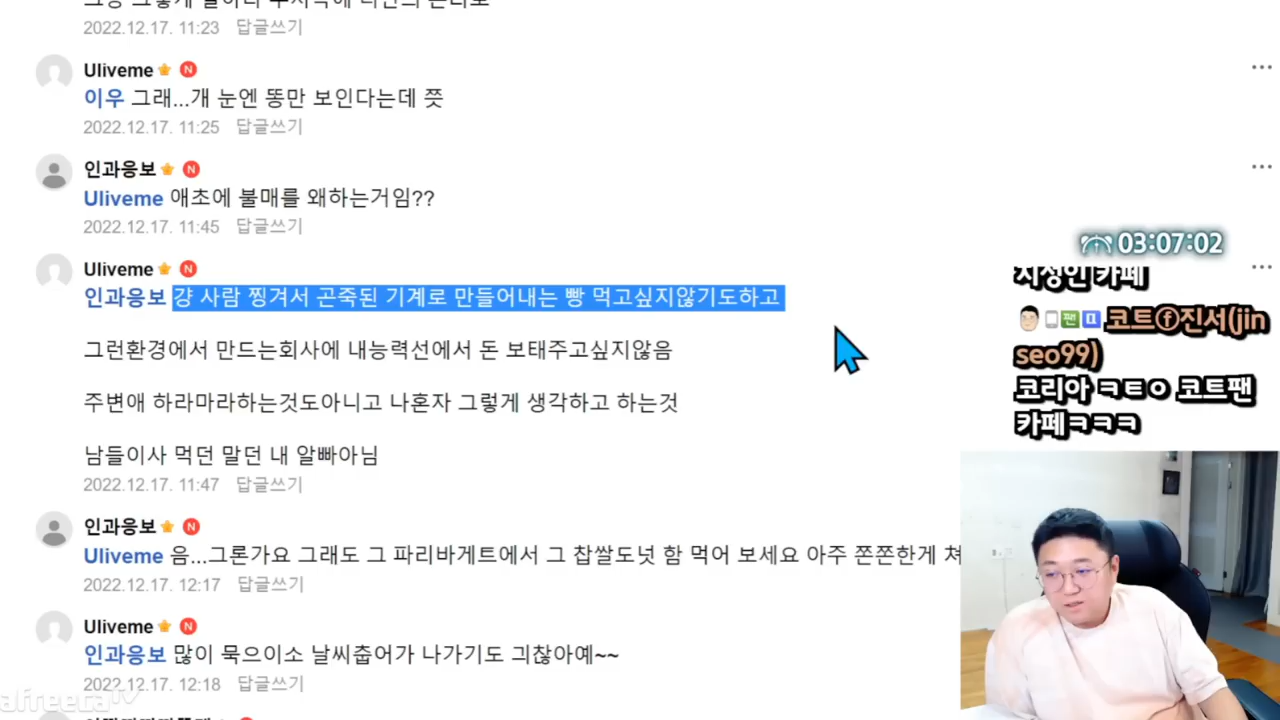 2022.12.17. 11:23 답글쓰기
Uliveme N
이우 그래...개 눈엔 똥만 보인다는데 쯧
2022.12.17. 11:25 답글쓰기
인과응보 N
Uliveme 애초에 불매를 왜하는거임??
2022.12.17. 11:45 답글쓰기
03:07:02
지성인 카페
Uliveme N
인과응보 걍 사람 찡겨서 곤죽된 기계로 만들어내는 빵 먹고싶지않기도하고
팬 코트ⓕ진서(jin
seo99)
그런환경에서 만드는회사에 내능력선에서 돈 보태주고싶지않음
코리아 ㅋㅌㅇ 코트팬
카페ㅋㅋㅋ
주변애 하라마라하는것도아니고 나혼자 그렇게 생각하고 하는것
남들이사 먹던 말던 내 알빠아님
2022.12.17. 11:47 답글쓰기
인과응보 N
Uliveme 음...그론가요 그래도 그 파리바게트에서 그 찹쌀도넛 함 먹어 보세요 아주 쫀쫀한게 쳐
2022.12.17. 12:17 답글쓰기
Uliveme N
인과응보 많이 묵으이소 날씨춥어가 나가기도 긔찮아예~~
2022.12.17. 12:18 답글쓰기
afreecaTV